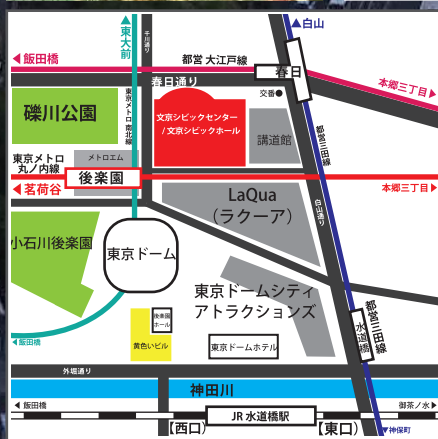 ▲東大前
千川通り
▲白山
◀飯田橋
都営 大江戸線
春日
春日通り
本郷三丁目▶
交番●
礫川公園
東京メトロ南北線
文京シビックセンター
/ 文京シビックホール
講道館
都営三田線
東京メトロ
丸ノ内線
メトロエム
後楽園
◀茗荷谷
本郷三丁目▶
LaQua
（ラクーア）
白山通り
小石川後楽園
東京ドーム
東京ドームシティ
アトラクションズ
後楽園
ホール
黄色いビル
東京ドームホテル
水道橋
都営三田線
◀飯田橋
外堀通り
神田川
◀ 飯田橋
御茶ノ水▶
JR 水道橋駅
【西口】
【東口】
▼神保町